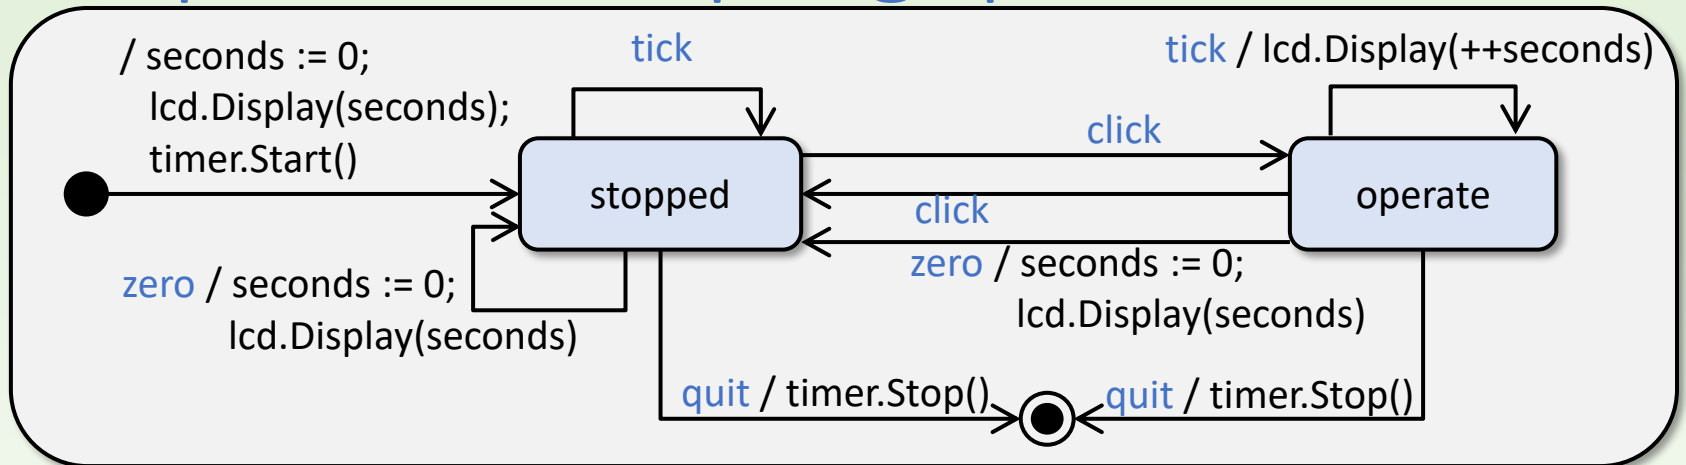 / seconds := 0;
lcd.Display(seconds);
timer.Start()
tick
tick / lcd.Display(++seconds)
click
stopped
operate
click
zero / seconds := 0;
lcd.Display(seconds)
zero / seconds := 0;
lcd.Display(seconds)
quit / timer.Stop()
quit / timer.Stop()